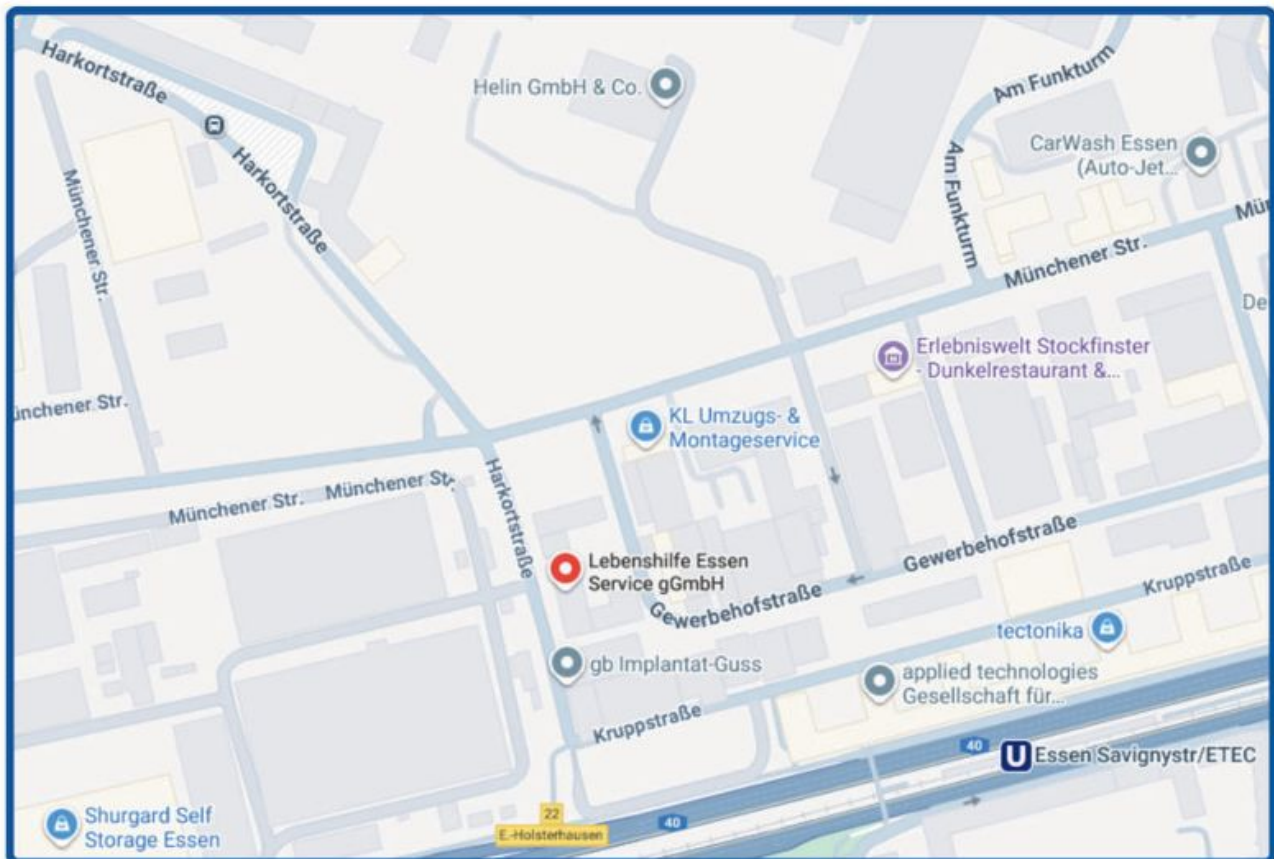 Harkortstraße
Helin GmbH & Co.
Am Funkturm
CarWash Essen
(Auto-Jet...
Harkortstraße
Am Funkturm
Münchener Str.
Mün
Münchener Str.
De
Erlebniswelt Stockfinster
- Dunkelrestaurant &...
ünchener Str.
KL Umzugs- &
Montageservice
Münchener Str.
Münchener Str.
Harkortstraße
Lebenshilfe Essen
Service gGmbH
Gewerbehofstraße
Gewerbehofstraße
Kruppstraße
tectonika
gb Implantat-Guss
applied technologies
Gesellschaft für...
Kruppstraße
40
U Essen Savignystr/ETEC
Shurgard Self
Storage Essen
22
E.-Holsterhausen
40